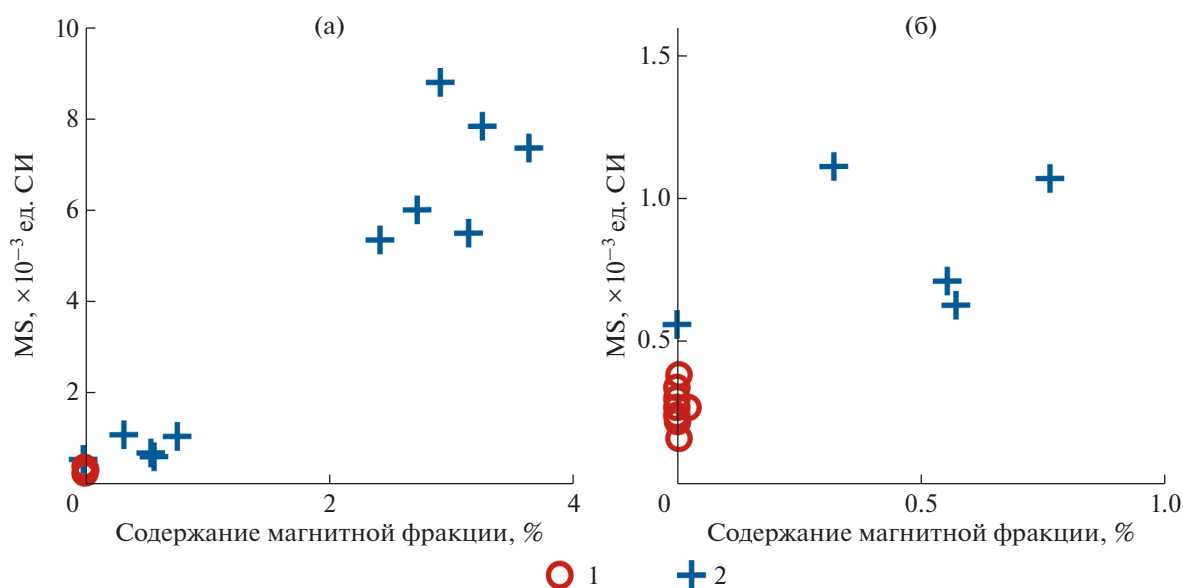 (а)
10
8
6
4
2
0
2
4
MS, ×10⁻³ ед. СИ
Содержание магнитной фракции, %
(б)
1.5
1.0
0.5
0
0.5
1.0
MS, ×10⁻³ ед. СИ
Содержание магнитной фракции, %
1
2